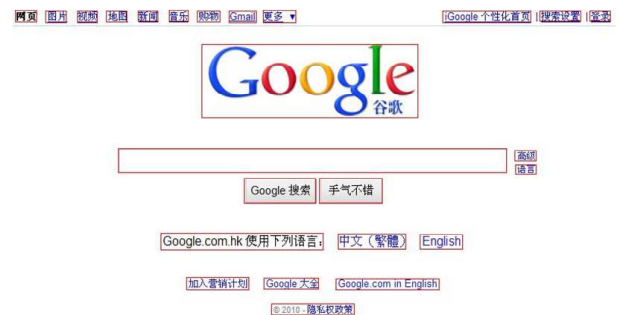 网页 图片 视频 地图 新闻 音乐 购物 Gmail 更多 ▼ iGoogle 个性化首页 | 搜索设置 | 登录
Google
谷歌
高级
语言
Google 搜索 手气不错
Google.com.hk 使用下列语言： 中文（繁體） English
加入营销计划 Google 大全 Google.com in English
© 2010 - 隐私权政策